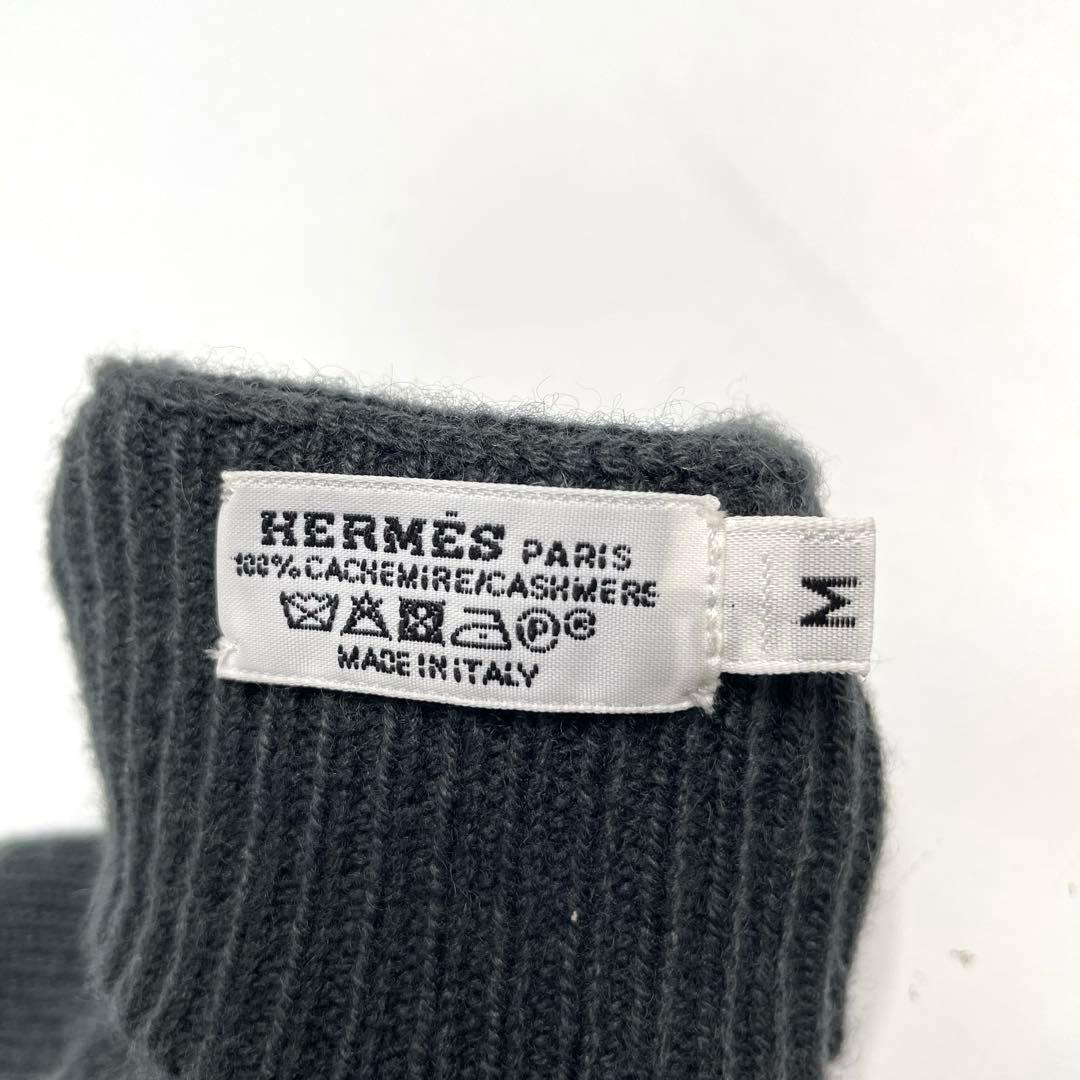 HERMÈS PARIS
100% CACHEMIRE/CASHMERE
P R
MADE IN ITALY
M